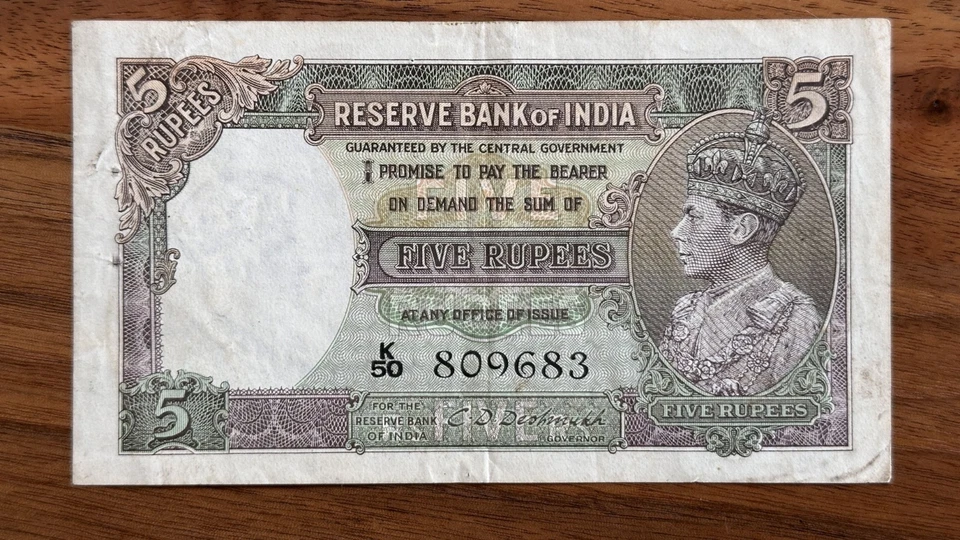 5
RUPEES
5
RESERVE BANK OF INDIA
GUARANTEED BY THE CENTRAL GOVERNMENT
I PROMISE TO PAY THE BEARER
ON DEMAND THE SUM OF
FIVE
FIVE RUPEES
AT ANY OFFICE OF ISSUE
K/50 809683
5
FOR THE
RESERVE BANK
OF INDIA
C D Deshmukh
GOVERNOR
FIVE
FIVE RUPEES